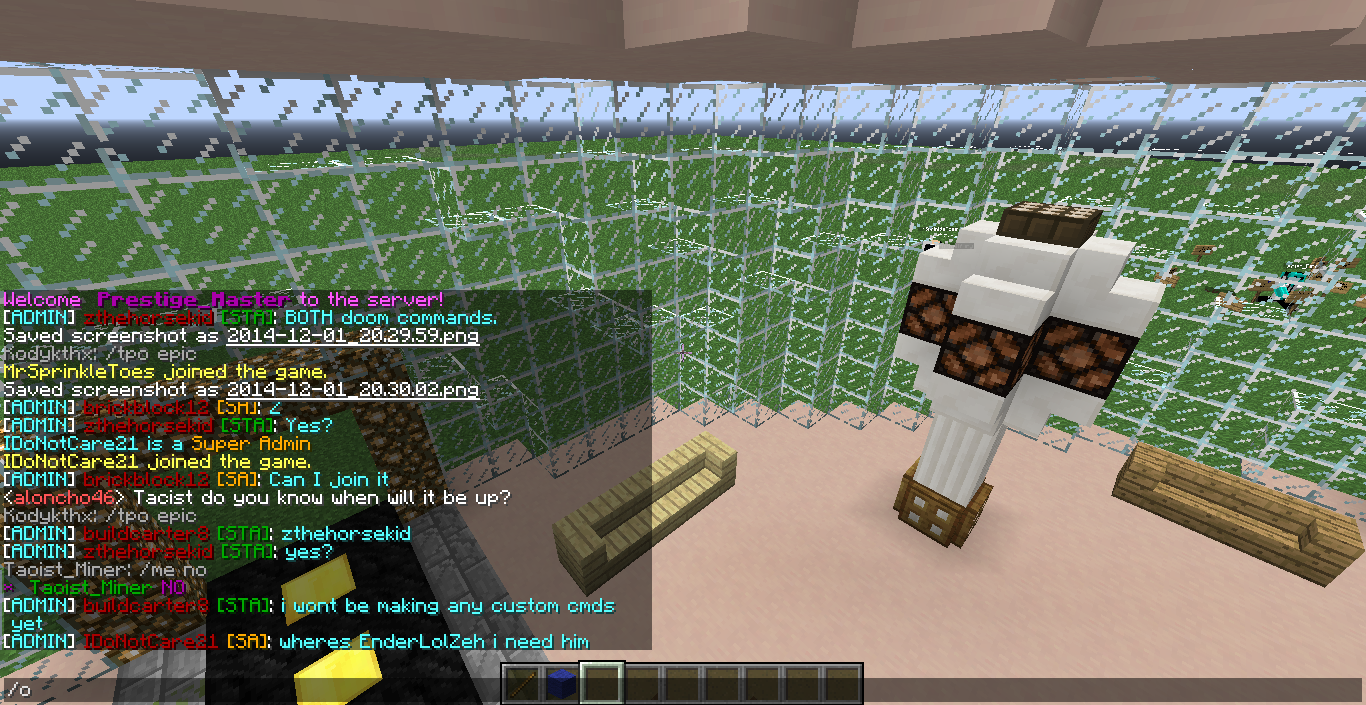 Welcome Prestige_Master to the server!
[ADMIN] zthehorsekid [STA]: BOTH doom commands.
Saved screenshot as 2014-12-01_20.29.59.png
Kodykthx: /tpo epic
MrSprinkleToes joined the game.
Saved screenshot as 2014-12-01_20.30.02.png
[ADMIN] brickblock12 [SA]: Z
[ADMIN] zthehorsekid [STA]: Yes?
IDoNotCare21 is a Super Admin
IDoNotCare21 joined the game.
[ADMIN] brickblock12 [SA]: Can I join it
<aloncho46> Taoist do you know when will it be up?
Kodykthx: /tpo epic
[ADMIN] buildcarter8 [STA]: zthehorsekid
[ADMIN] zthehorsekid [STA]: yes?
Taoist_Miner: /me no
* Taoist_Miner NO
[ADMIN] buildcarter8 [STA]: i wont be making any custom cmds
yet
[ADMIN] IDoNotCare21 [SA]: wheres EnderLolZeh i need him
/o